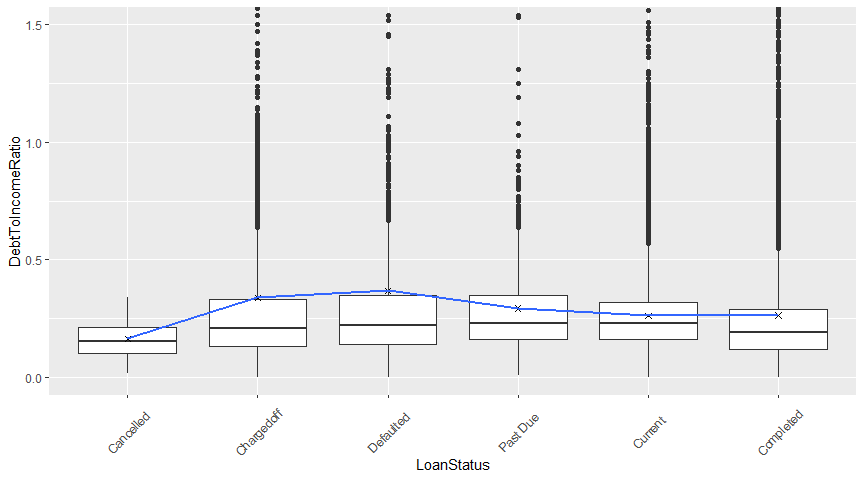 1.5
1.0
0.5
0.0
DebtToIncomeRatio
Cancelled
Chargedoff
Defaulted
Past Due
Current
Completed
LoanStatus